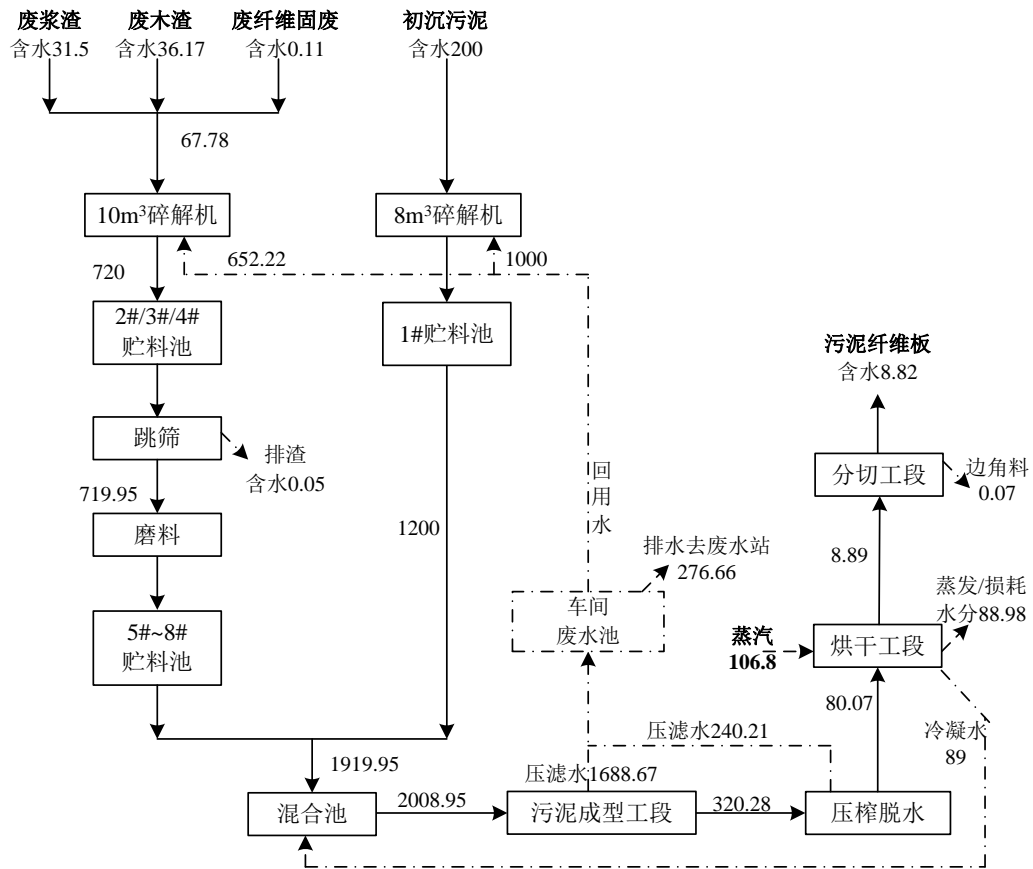 废浆渣
含水31.5
废木渣
含水36.17
废纤维固废
含水0.11
初沉污泥
含水200
67.78
10m³碎解机
8m³碎解机
652.22
1000
720
2#/3#/4#
贮料池
1#贮料池
跳筛
排渣
含水0.05
719.95
磨料
1200
5#~8#
贮料池
回用水
污泥纤维板
含水8.82
分切工段
边角料
0.07
8.89
排水去废水站
276.66
车间
废水池
蒸汽
106.8
烘干工段
蒸发/损耗
水分88.98
80.07
冷凝水
89
压滤水240.21
1919.95
压滤水1688.67
混合池
2008.95
污泥成型工段
320.28
压榨脱水